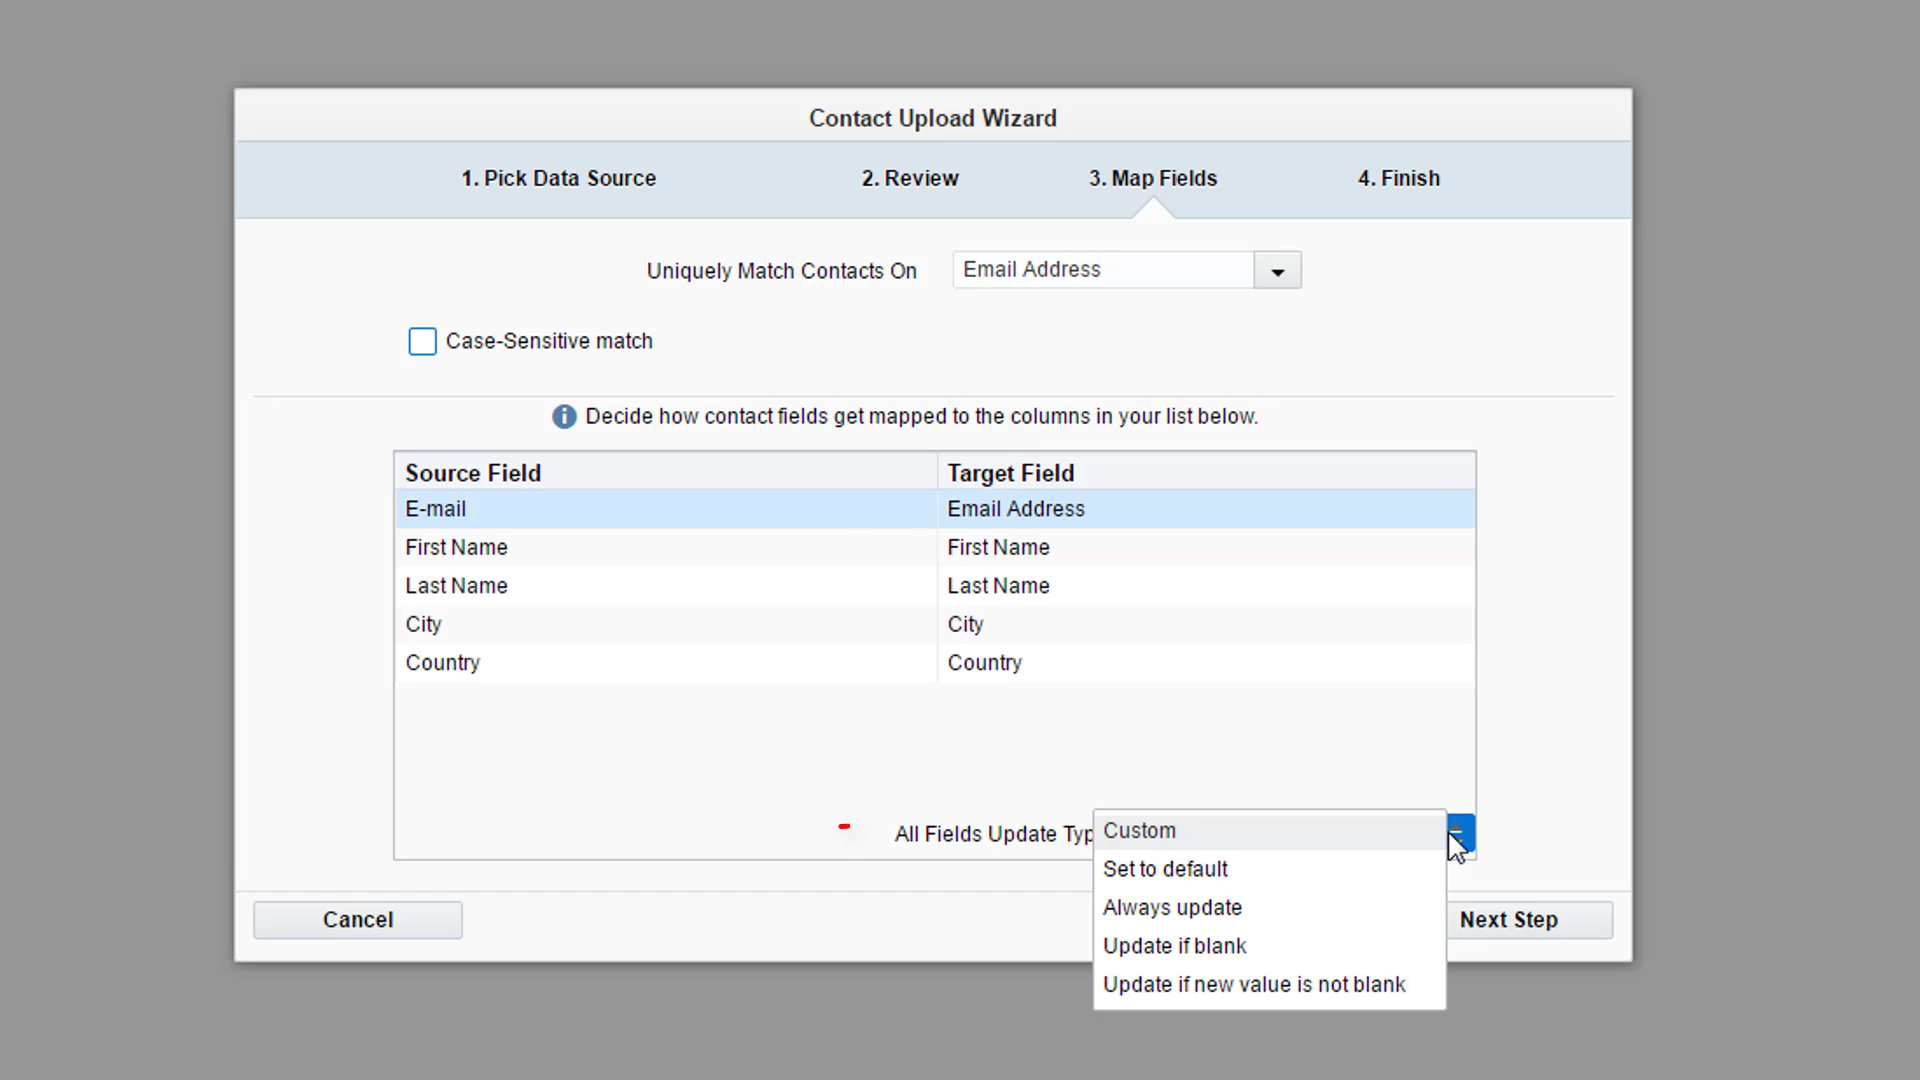 Contact Upload Wizard
1. Pick Data Source
2. Review
3. Map Fields
4. Finish
Uniquely Match Contacts On
Email Address
Case-Sensitive match
Decide how contact fields get mapped to the columns in your list below.
Source Field
Target Field
E-mail
Email Address
First Name
First Name
Last Name
Last Name
City
City
Country
Country
All Fields Update Typ
Custom
Set to default
Always update
Update if blank
Update if new value is not blank
Cancel
Next Step